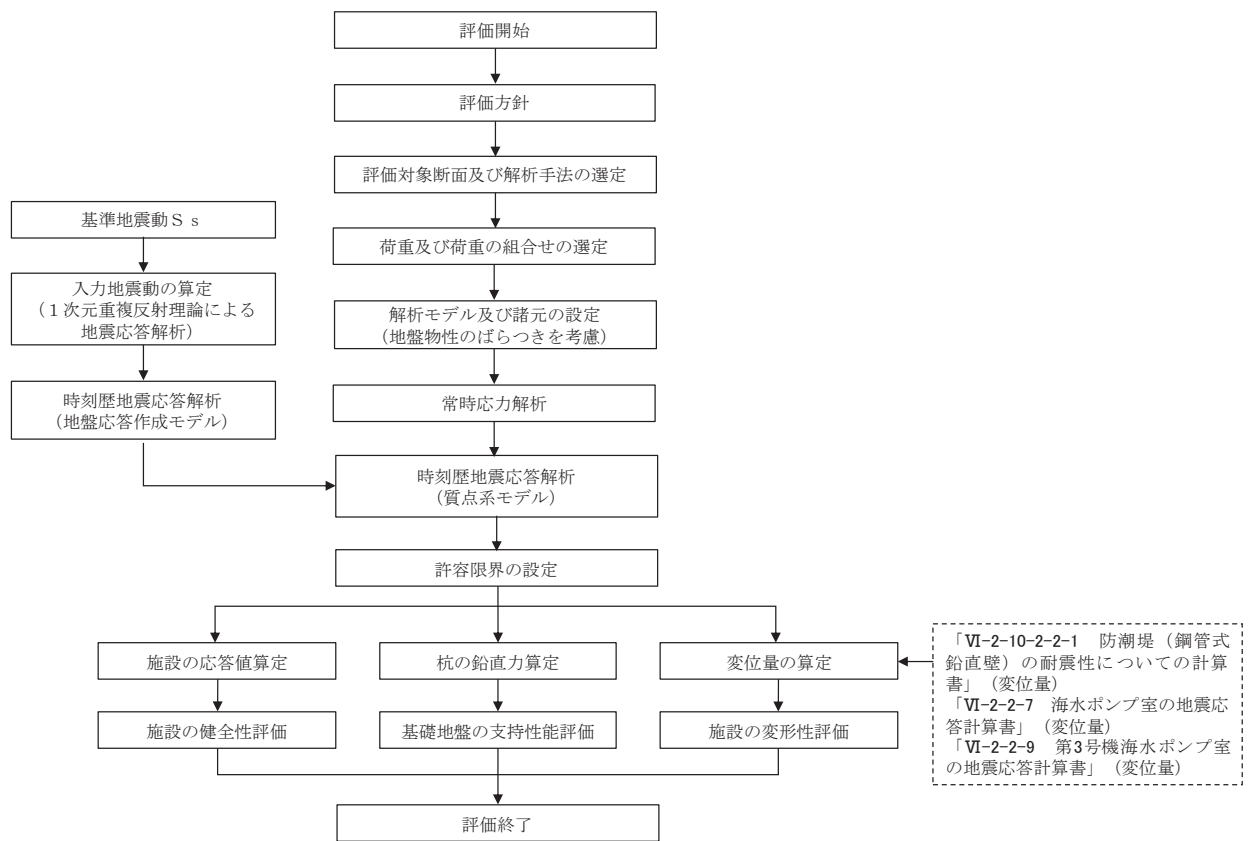 評価開始
評価方針
評価対象断面及び解析手法の選定
基準地震動Ｓｓ
荷重及び荷重の組合せの選定
入力地震動の算定
（１次元重複反射理論による
地震応答解析）
解析モデル及び諸元の設定
（地盤物性のばらつきを考慮）
時刻歴地震応答解析
（地盤応答作成モデル）
常時応力解析
時刻歴地震応答解析
（質点系モデル）
許容限界の設定
施設の応答値算定
杭の鉛直力算定
変位量の算定
「Ⅵ-2-10-2-2-1　防潮堤（鋼管式
鉛直壁）の耐震性についての計算
書」（変位量）
「Ⅵ-2-2-7　海水ポンプ室の地震応
答計算書」（変位量）
「Ⅵ-2-2-9　第3号機海水ポンプ室
の地震応答計算書」（変位量）
施設の健全性評価
基礎地盤の支持性能評価
施設の変形性評価
評価終了